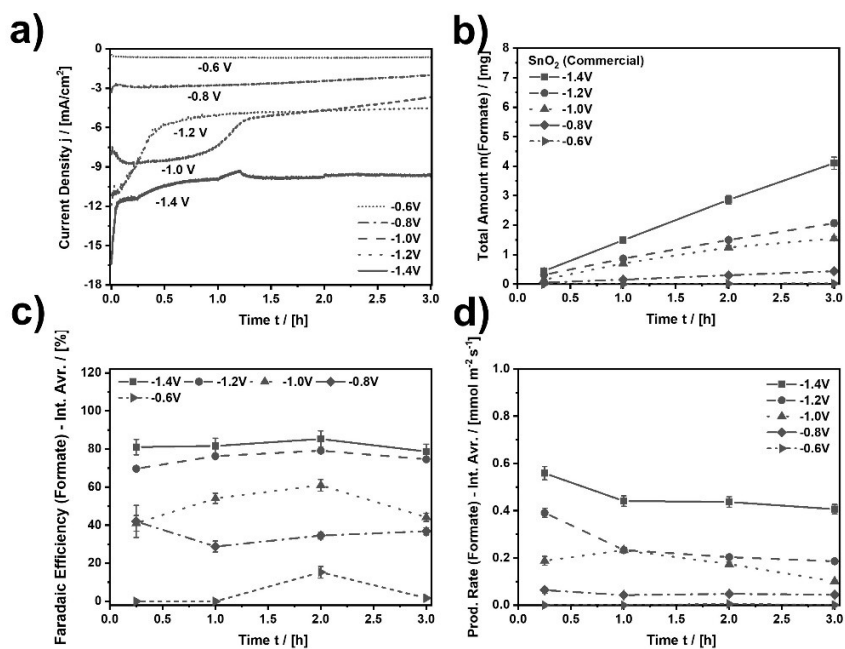 a)
Current Density j / [mA/cm²]
0
-3
-6
-9
-12
-15
-18
-0.6 V
-0.8 V
-1.2 V
-1.0 V
-1.4 V
-0.6V
-0.8V
-1.0V
-1.2V
-1.4V
0.0 0.5 1.0 1.5 2.0 2.5 3.0
Time t / [h]
b)
Total Amount m(Formate) / [mg]
8
7
6
5
4
3
2
1
0
SnO₂ (Commercial)
-1.4V
-1.2V
-1.0V
-0.8V
-0.6V
0.0 0.5 1.0 1.5 2.0 2.5 3.0
Time t / [h]
c)
Faradaic Efficiency (Formate) - Int. Avr. / [%]
120
100
80
60
40
20
0
-1.4V -1.2V -1.0V -0.8V
-0.6V
0.0 0.5 1.0 1.5 2.0 2.5 3.0
Time t / [h]
d)
Prod. Rate (Formate) - Int. Avr. / [mmol m⁻² s⁻¹]
1.0
0.8
0.6
0.4
0.2
0.0
-1.4V
-1.2V
-1.0V
-0.8V
-0.6V
0.0 0.5 1.0 1.5 2.0 2.5 3.0
Time t / [h]